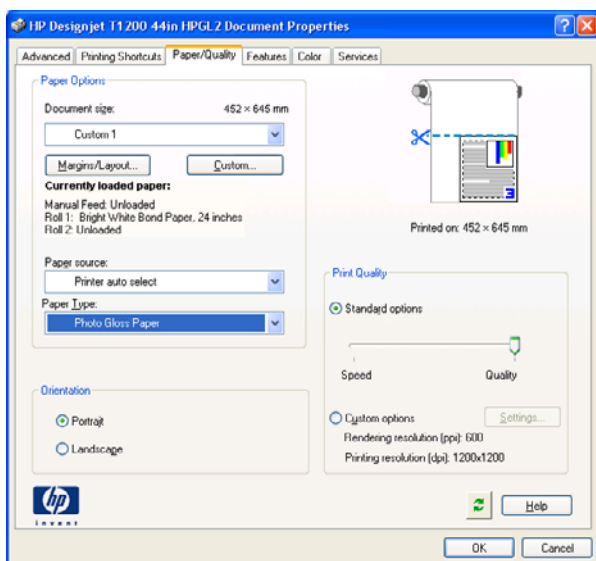 HP Designjet T1200 44in HPGL2 Document Properties
Advanced Printing Shortcuts Paper/Quality Features Color Services
Paper Options
Document size: 452 × 645 mm
Custom 1
Margins/Layout... Custom...
Currently loaded paper:
Manual Feed: Unloaded
Roll 1: Bright White Bond Paper, 24 inches
Roll 2: Unloaded
Paper source:
Printer auto select
Paper Type:
Photo Gloss Paper
Orientation
Portrait
Landscape
3
Printed on: 452 × 645 mm
Print Quality
Standard options
Speed Quality
Custom options Settings...
Rendering resolution (ppi): 600
Printing resolution (dpi): 1200x1200
hp
invent
Help
OK Cancel